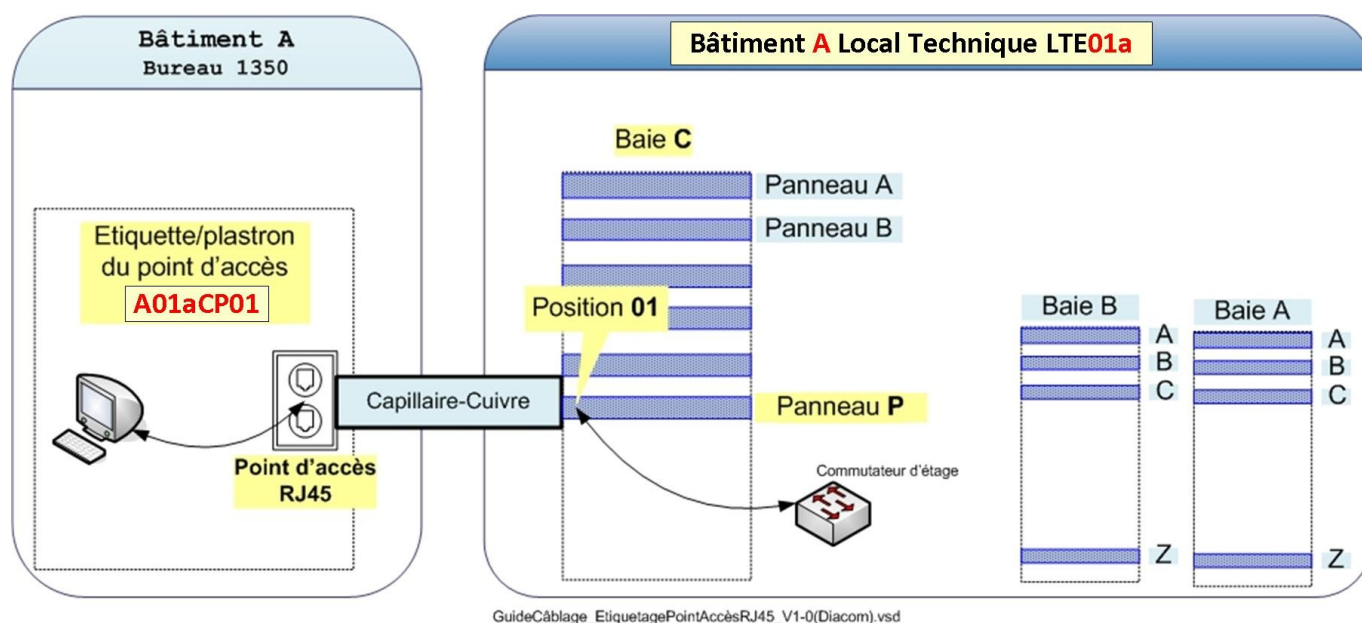 Bâtiment A
Bureau 1350
Bâtiment A Local Technique LTE01a
Baie C
Panneau A
Panneau B
Etiquette/plastron
du point d'accès
A01aCP01
Position 01
Baie B
Baie A
A
B
C
A
B
C
Capillaire-Cuivre
Panneau P
Point d'accès
RJ45
Commutateur d'étage
Z
Z
GuideCâblage_EtiquetagePointAccèsRJ45_V1-0(Diacom).vsd